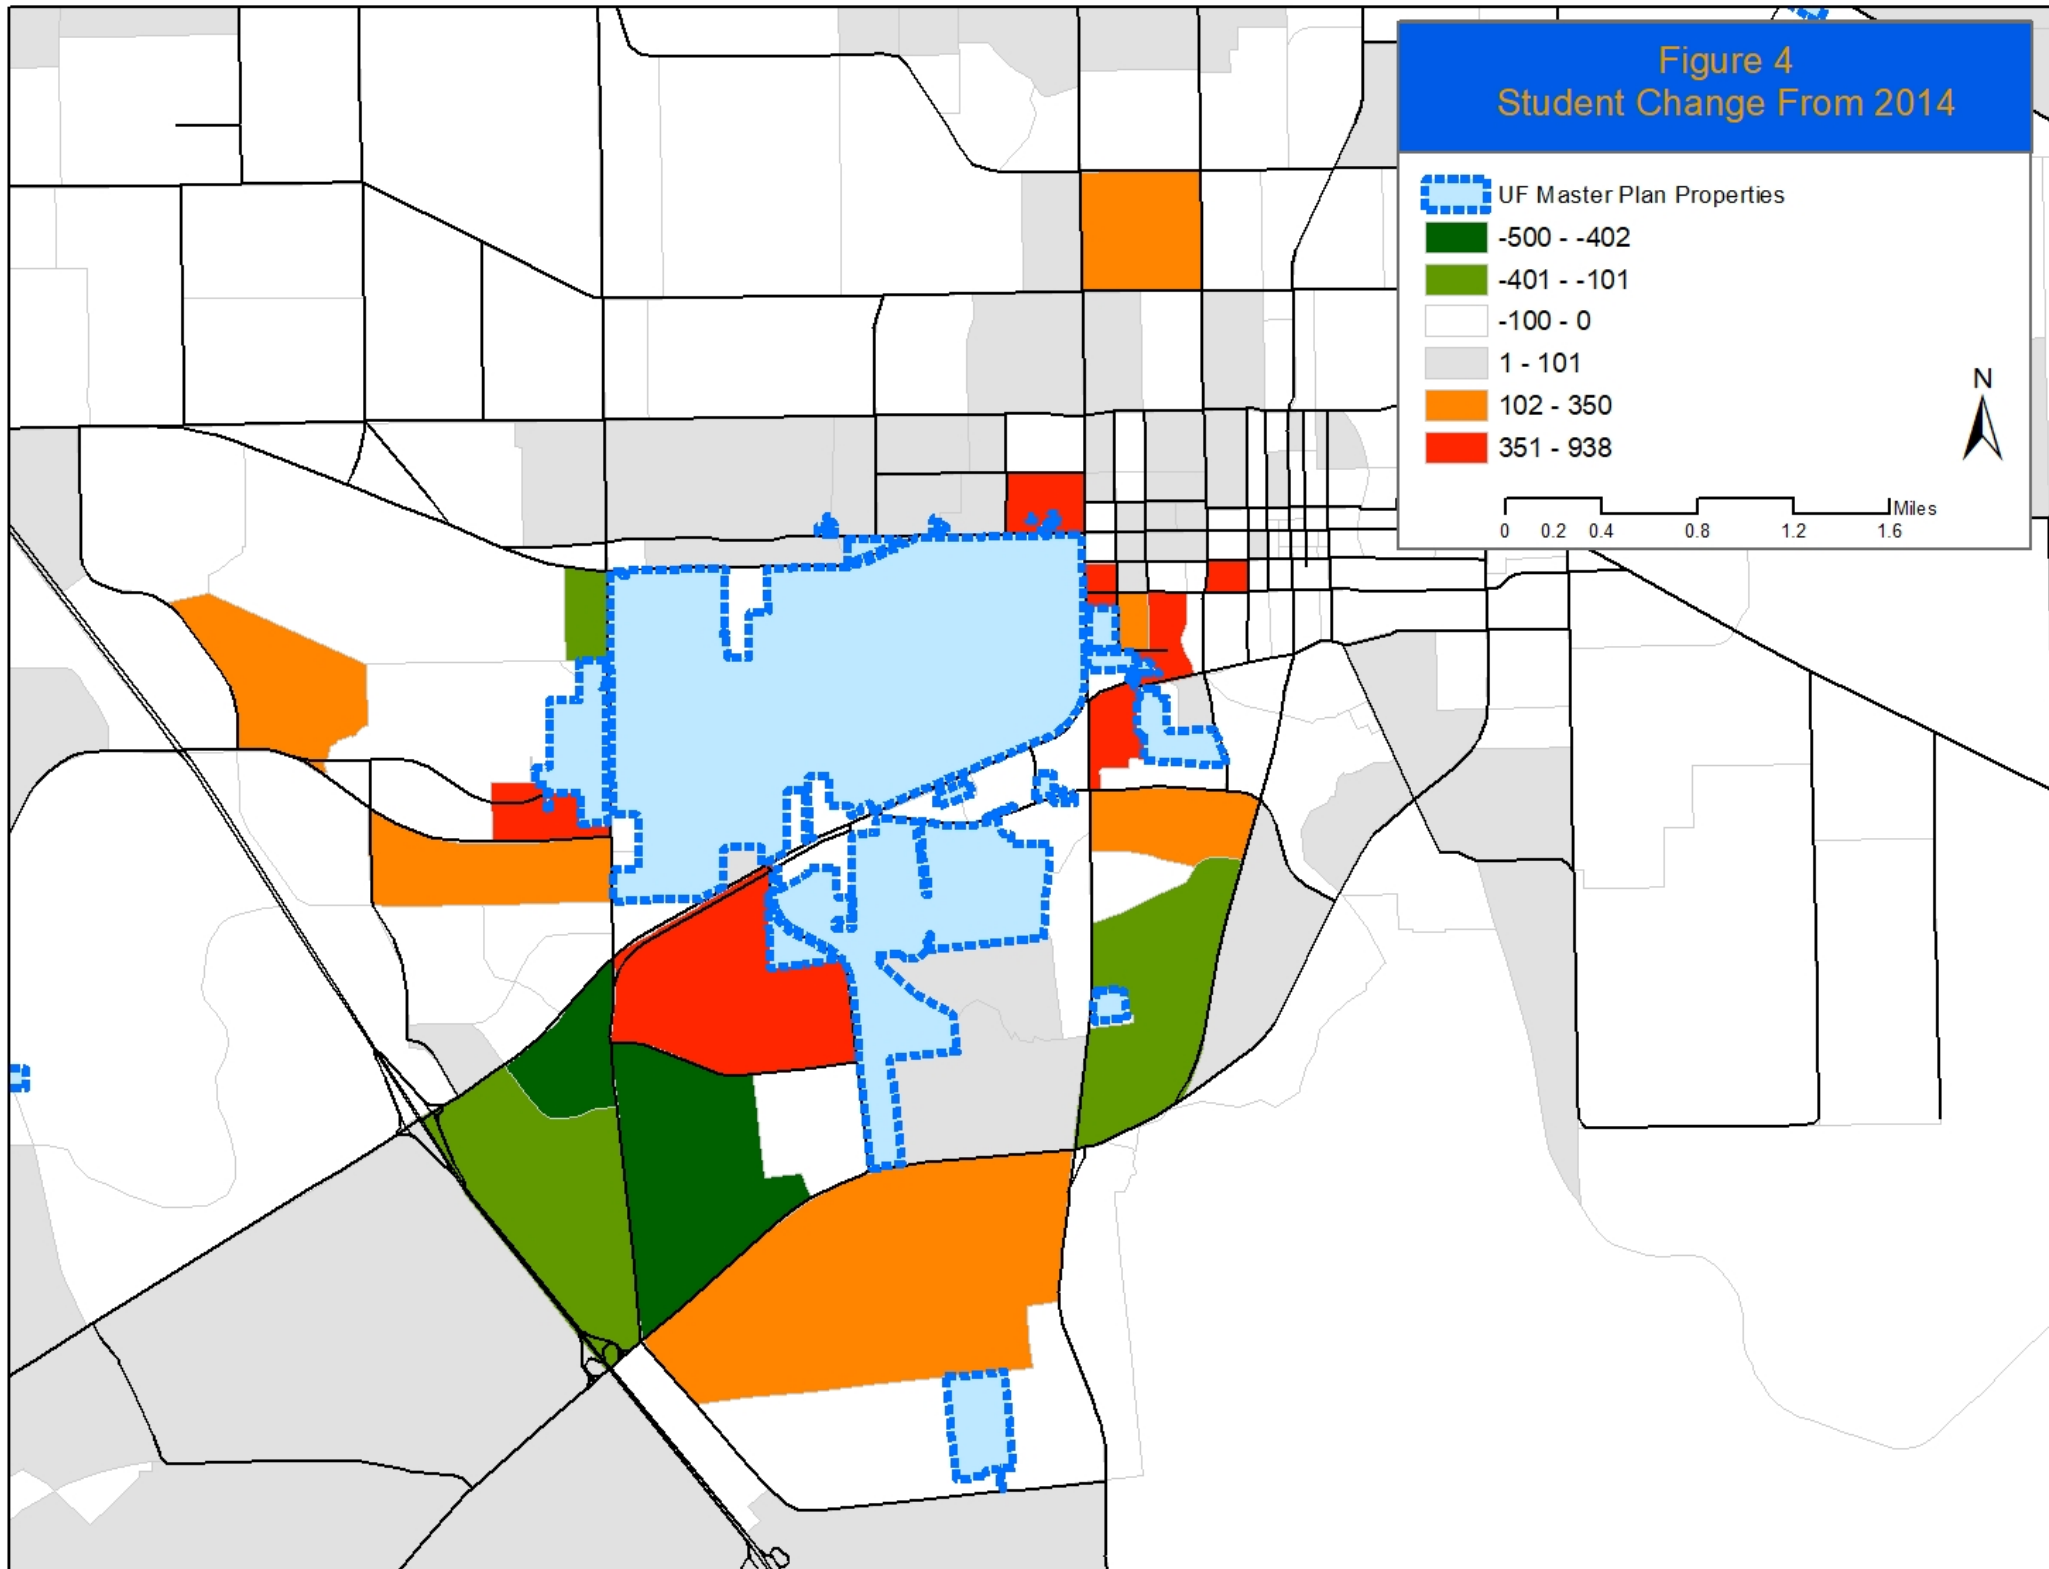 Figure 4
Student Change From 2014
UF Master Plan Properties
-500 - -402
-401 - -101
-100 - 0
1 - 101
102 - 350
351 - 938
N
Miles
0 0.2 0.4 0.8 1.2 1.6